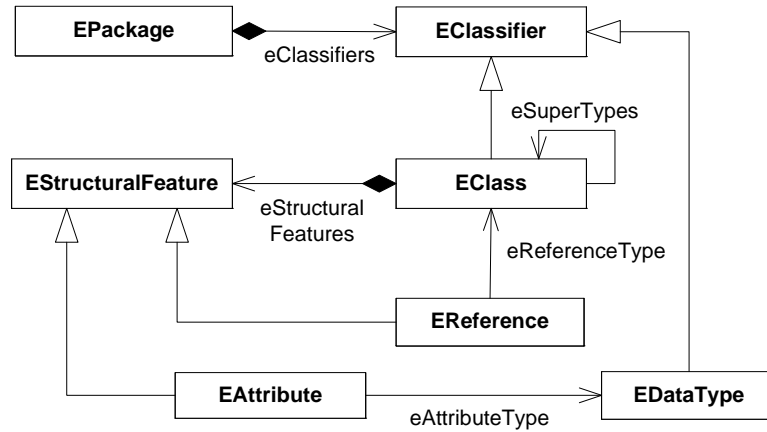 EPackage
EClassifier
eClassifiers
eSuperTypes
EStructuralFeature
EClass
eStructural
Features
eReferenceType
EReference
EAttribute
EDataType
eAttributeType